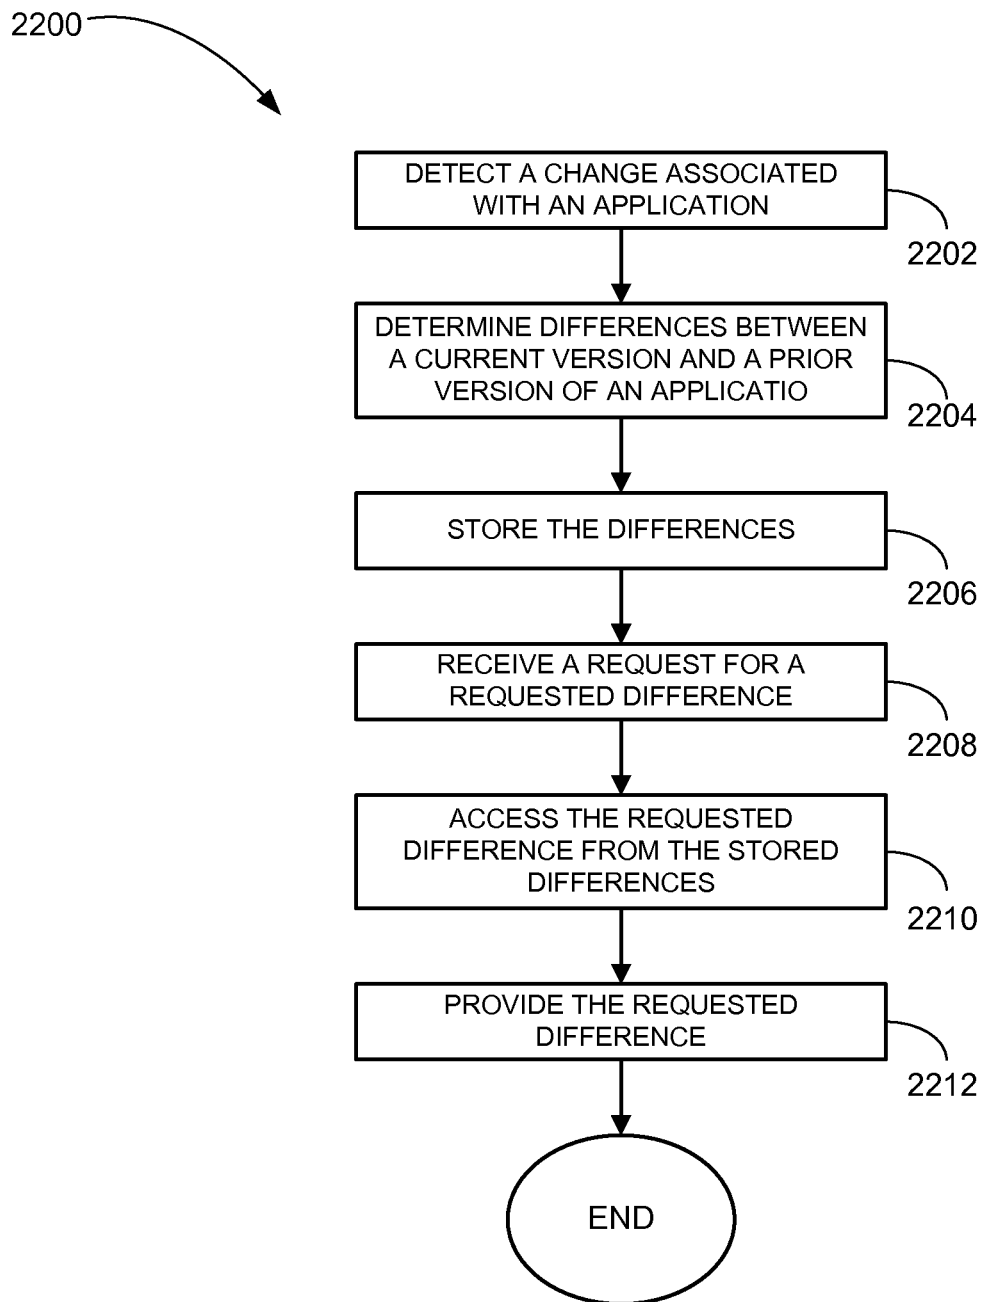 2200
DETECT A CHANGE ASSOCIATED
WITH AN APPLICATION
2202
DETERMINE DIFFERENCES BETWEEN
A CURRENT VERSION AND A PRIOR
VERSION OF AN APPLICATIO
2204
STORE THE DIFFERENCES
2206
RECEIVE A REQUEST FOR A
REQUESTED DIFFERENCE
2208
ACCESS THE REQUESTED
DIFFERENCE FROM THE STORED
DIFFERENCES
2210
PROVIDE THE REQUESTED
DIFFERENCE
2212
END